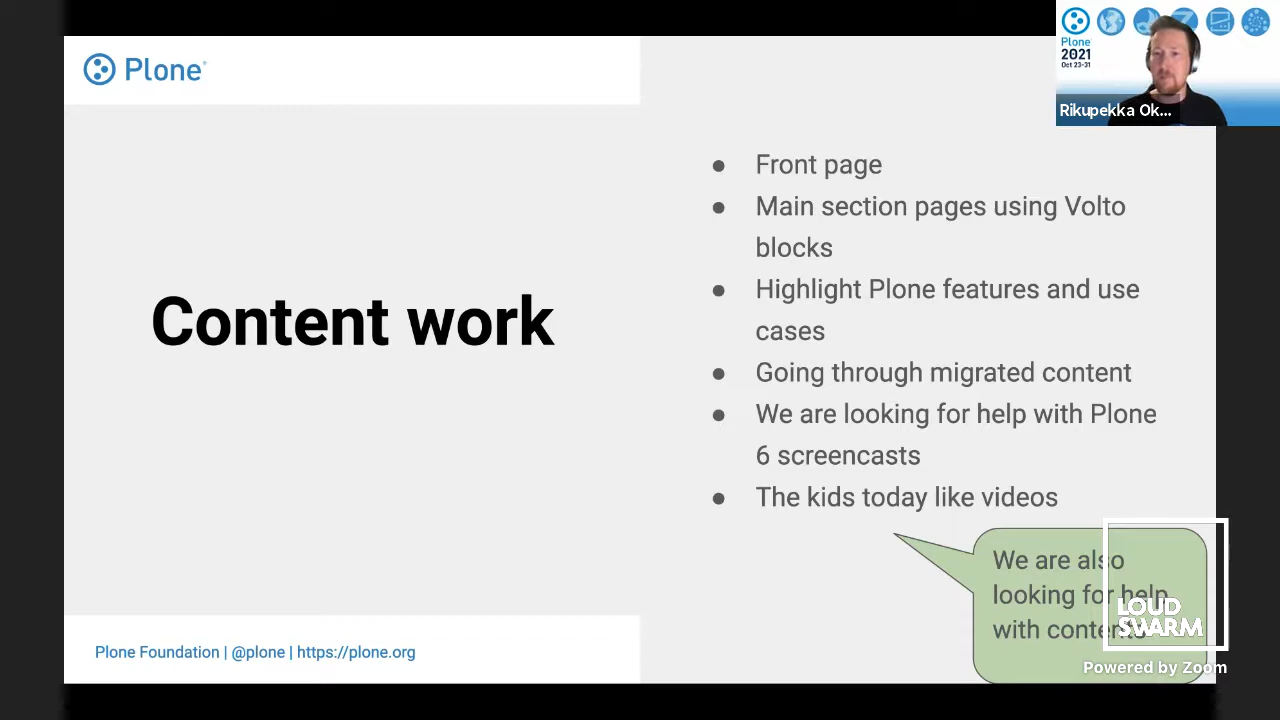 Plone
Plone
2021
Oct 23-31
Rikupekka Ok...
Content work
● Front page
● Main section pages using Volto
blocks
● Highlight Plone features and use
cases
● Going through migrated content
● We are looking for help with Plone
6 screencasts
● The kids today like videos
We are also
looking for help
with content
LOUD
SWARM
Powered by Zoom
Plone Foundation | @plone | https://plone.org